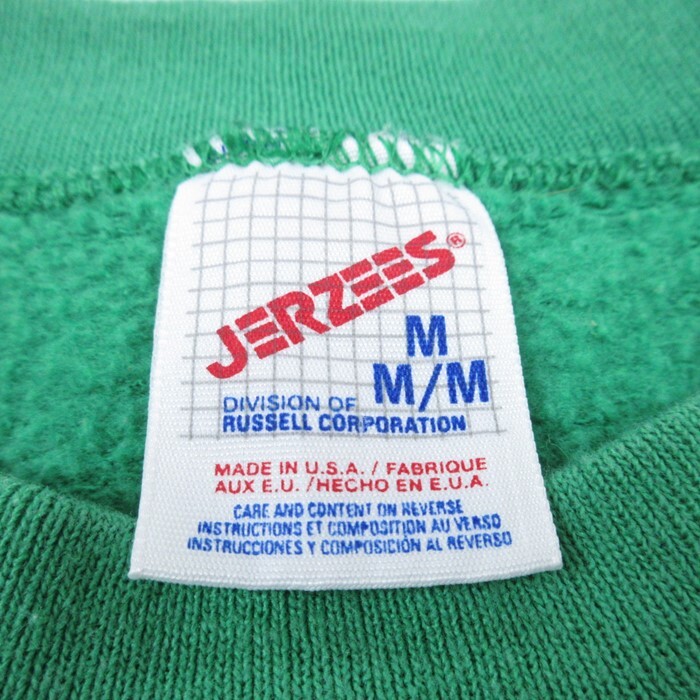 JERZEES®
M
M/M
DIVISION OF
RUSSELL CORPORATION
MADE IN U.S.A. / FABRIQUE
AUX E.U. / HECHO EN E.U.A.
CARE AND CONTENT ON REVERSE
INSTRUCTIONS ET COMPOSITION AU VERSO
INSTRUCCIONES Y COMPOSICIÓN AL REVERSO